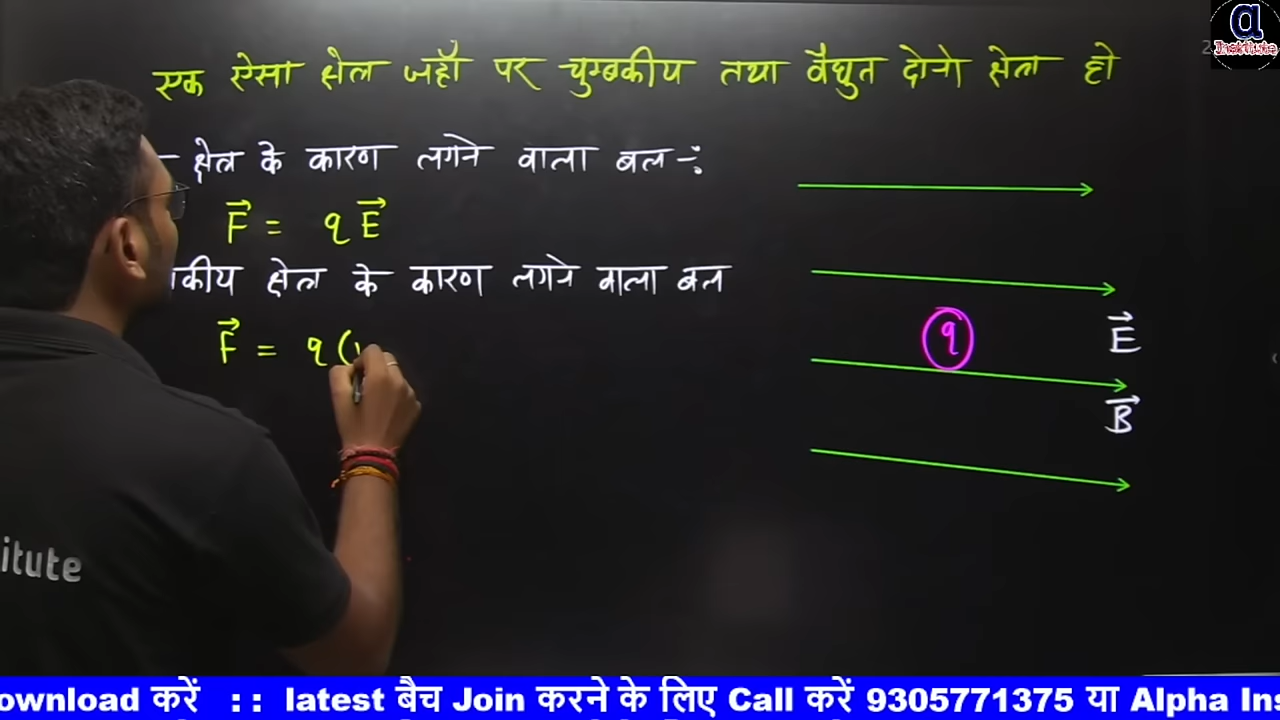 एक ऐसा क्षेत्र जहाँ पर चुम्बकीय तथा वैद्युत दोनो क्षेत्र हो
क्षेत्र के कारण लगने वाला बल -:
F⃗ = q E⃗
कीय क्षेत्र के कारण लगने वाला बल
F⃗ = q (
q
E⃗
B⃗
itute
α
Institute
ownload करें :: latest बैच Join करने के लिए Call करें 9305771375 या Alpha Ins